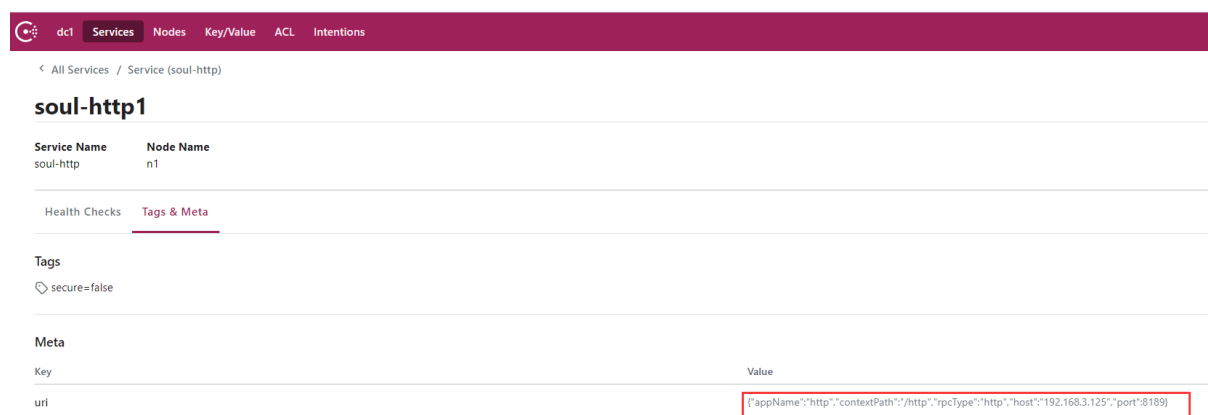 dc1 Services Nodes Key/Value ACL Intentions
< All Services / Service (soul-http)
soul-http1
Service Name Node Name
soul-http n1
Health Checks Tags & Meta
Tags
secure=false
Meta
Key Value
uri {"appName":"http","contextPath":"/http","rpcType":"http","host":"192.168.3.125","port":8189}